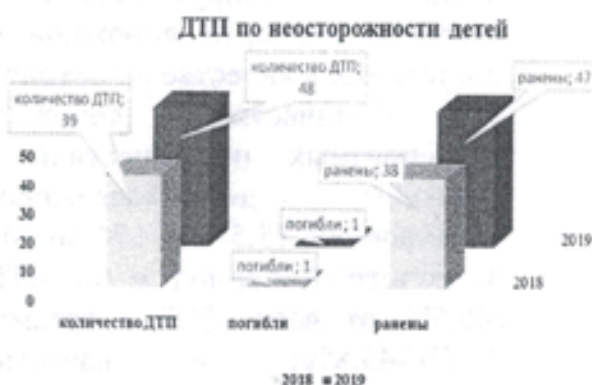 ДТП по неосторожности детей
количество ДТП; 48
ранены; 47
количество ДТП; 39
ранены; 38
погибли; 1
погибли; 1
50
40
30
20
10
0
2019
2018
количество ДТП погибли ранены
2018 2019